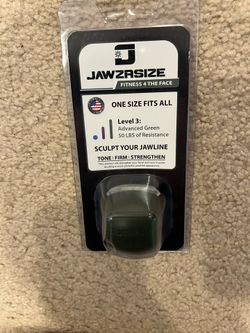 JAWZRSIZE
FITNESS 4 THE FACE
ONE SIZE FITS ALL
Level 3:
Advanced Green
50 LBS of Resistance
SCULPT YOUR JAWLINE
TONE | FIRM | STRENGTHEN